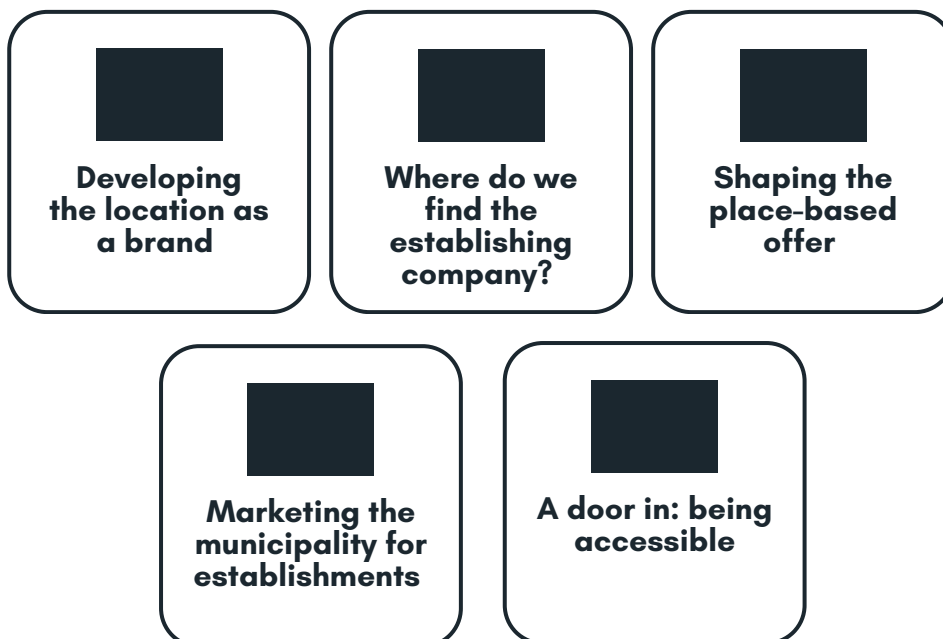 Developing
the location as
a brand
Where do we
find the
establishing
company?
Shaping the
place-based
offer
Marketing the
municipality for
establishments
A door in: being
accessible